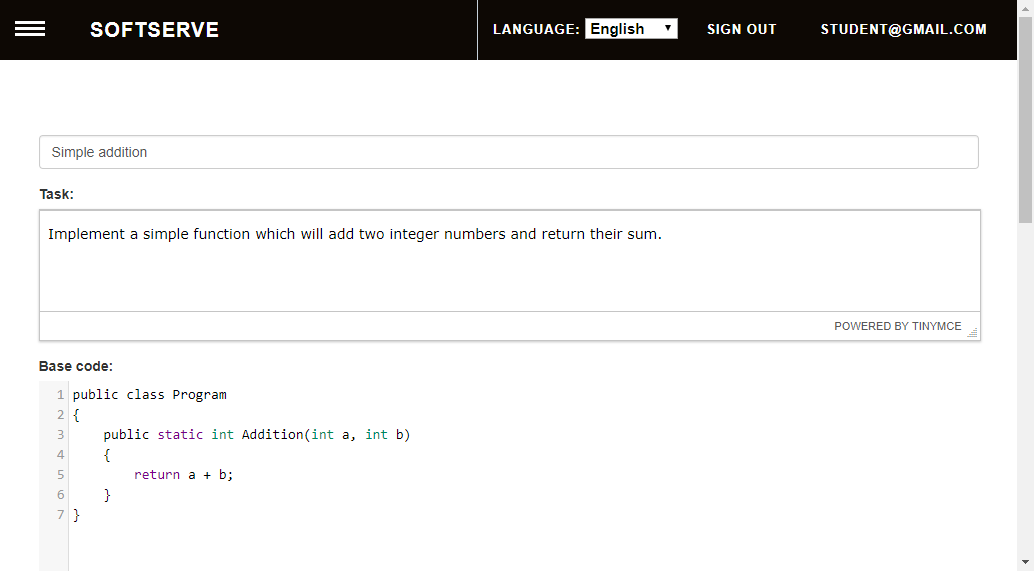 SOFTSERVE LANGUAGE: English SIGN OUT STUDENT@GMAIL.COM
Simple addition
Task:
Implement a simple function which will add two integer numbers and return their sum.
POWERED BY TINYMCE
Base code:
1 public class Program
2 {
3     public static int Addition(int a, int b)
4     {
5         return a + b;
6     }
7 }